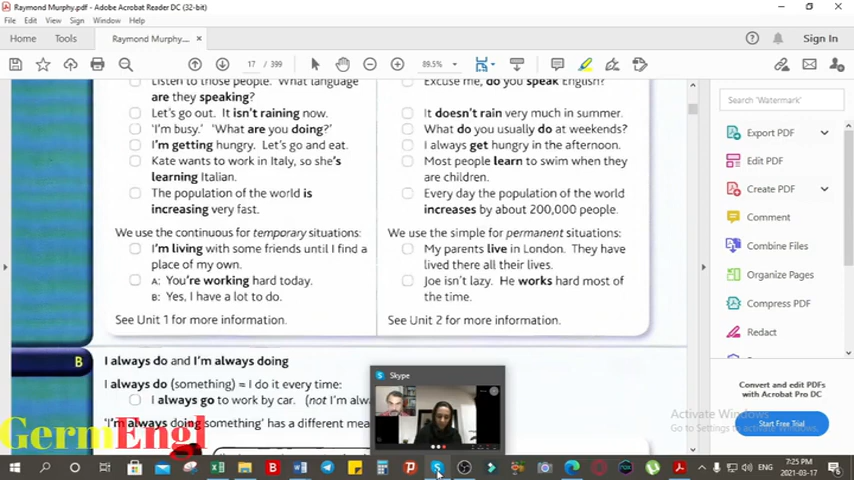 Raymond Murphy.pdf - Adobe Acrobat Reader DC (32-bit)
File Edit View Sign Window Help
Home Tools Raymond Murphy.... × Sign In
17 / 399 89.5%
Listen to those people. What language
are they speaking?
Let's go out. It isn't raining now.
'I'm busy.' 'What are you doing?'
I'm getting hungry. Let's go and eat.
Kate wants to work in Italy, so she's
learning Italian.
The population of the world is
increasing very fast.
We use the continuous for temporary situations:
I'm living with some friends until I find a
place of my own.
A: You're working hard today.
B: Yes, I have a lot to do.
See Unit 1 for more information.
Excuse me, do you speak English?
It doesn't rain very much in summer.
What do you usually do at weekends?
I always get hungry in the afternoon.
Most people learn to swim when they
are children.
Every day the population of the world
increases by about 200,000 people.
We use the simple for permanent situations:
My parents live in London. They have
lived there all their lives.
Joe isn't lazy. He works hard most of
the time.
See Unit 2 for more information.
B I always do and I'm always doing
I always do (something) = I do it every time:
I always go to work by car. (not I'm alwa
'I'm always doing something' has a different mea
Skype
GermEngl
Search 'Watermark'
Export PDF
Edit PDF
Create PDF
Comment
Combine Files
Organize Pages
Compress PDF
Redact
Convert and edit PDFs
with Acrobat Pro DC
Start Free Trial
Activate Windows
Go to Settings to activate Windows.
ENG 7:25 PM
2021-03-17